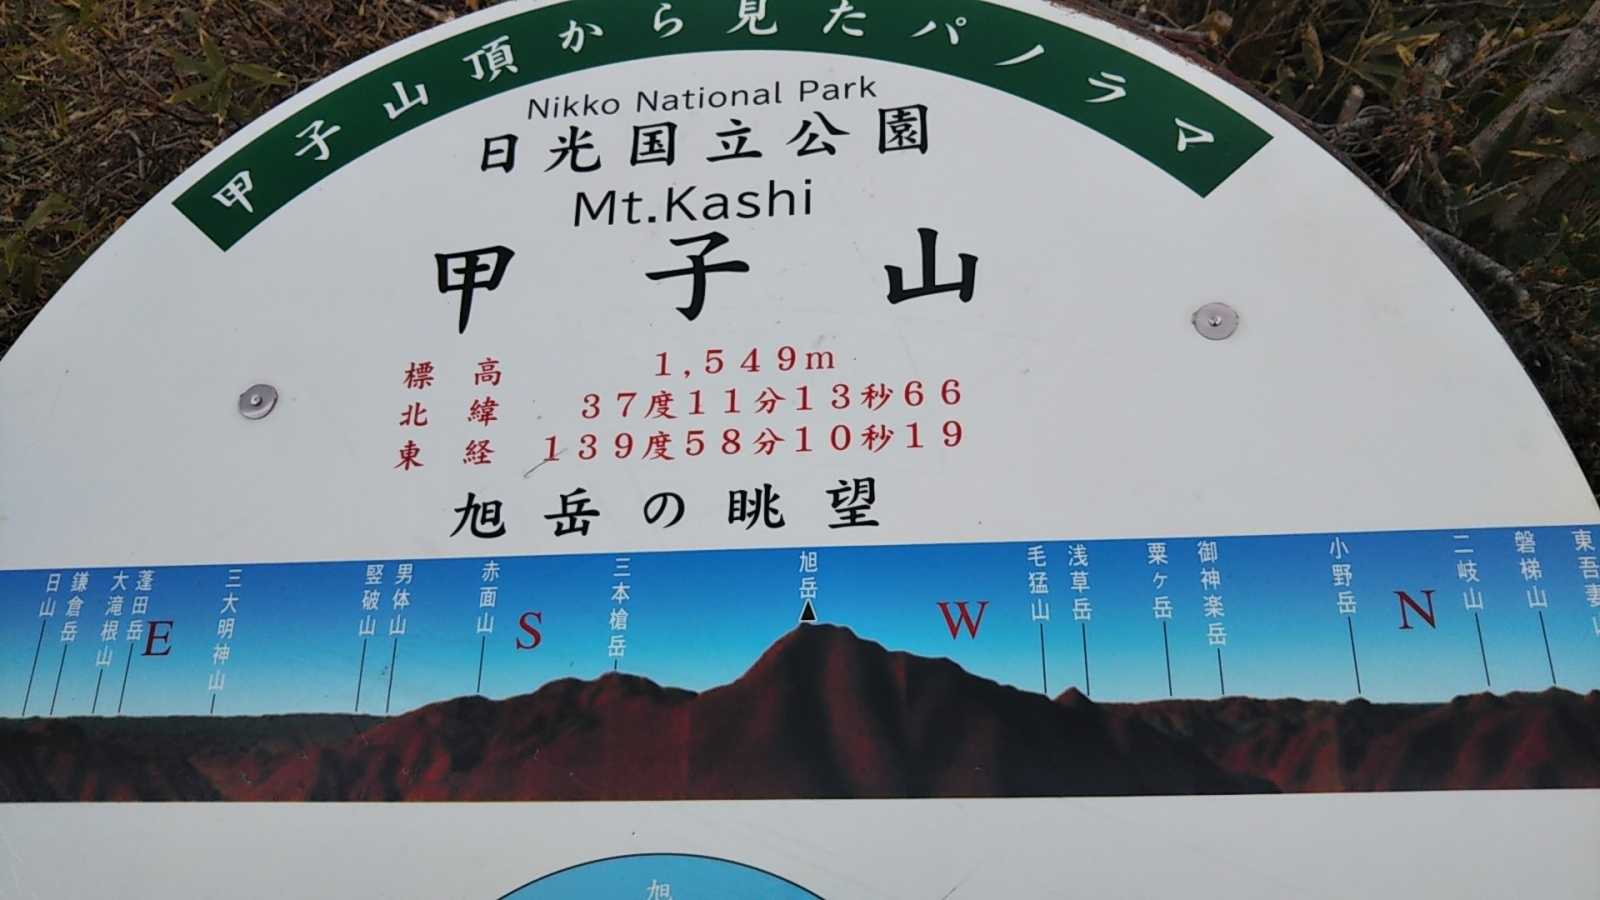 甲子山頂から見たパノラマ
Nikko National Park
日光国立公園
Mt.Kashi
甲子山
標高 1,549m
北緯 37度11分13秒66
東経 139度58分10秒19
旭岳の眺望
日山
鎌倉岳
大滝根山
蓬田岳
E
三大明神山
竪破山
男体山
赤面山
S
三本槍岳
旭岳
W
毛猛山
浅草岳
粟ヶ岳
御神楽岳
小野岳
N
二岐山
磐梯山
東吾妻山
旭